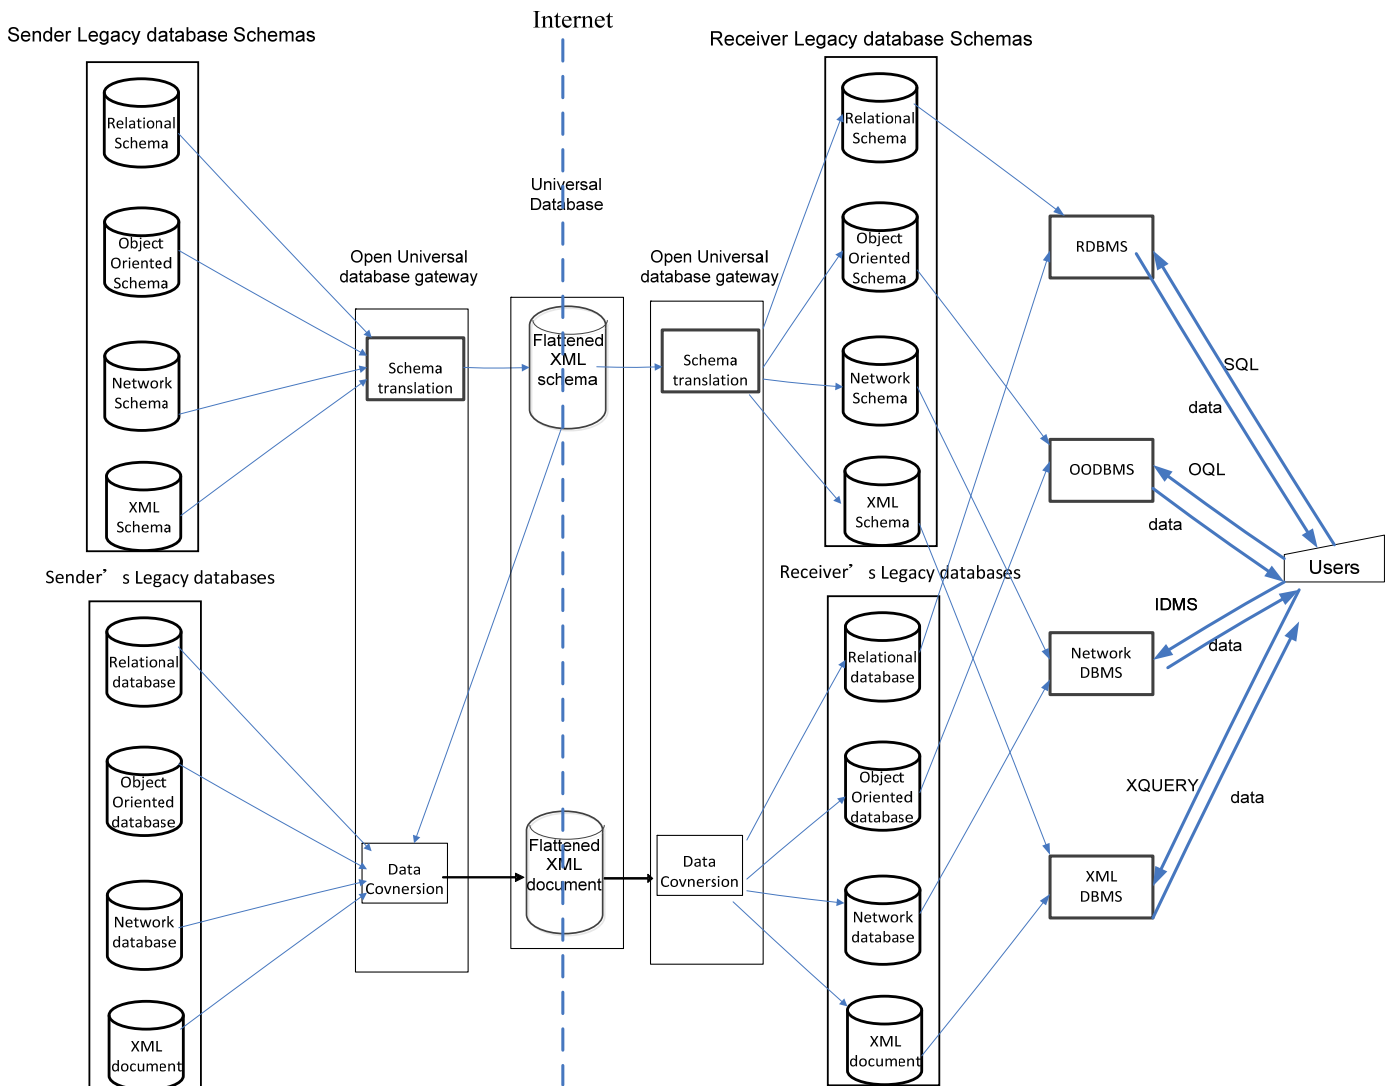 Internet
Sender Legacy database Schemas
Receiver Legacy database Schemas
Relational
Schema
Object
Oriented
Schema
Network
Schema
XML
Schema
Sender’s Legacy databases
Relational
database
Object
Oriented
database
Network
database
XML
document
Open Universal
database gateway
Schema
translation
Data
Covnersion
Universal
Database
Flattened
XML
schema
Flattened
XML
document
Open Universal
database gateway
Schema
translation
Data
Covnersion
Relational
Schema
Object
Oriented
Schema
Network
Schema
XML
Schema
Receiver’s Legacy databases
Relational
database
Object
Oriented
database
Network
database
XML
document
RDBMS
OODBMS
Network
DBMS
XML
DBMS
SQL
data
OQL
data
IDMS
data
XQUERY
data
Users